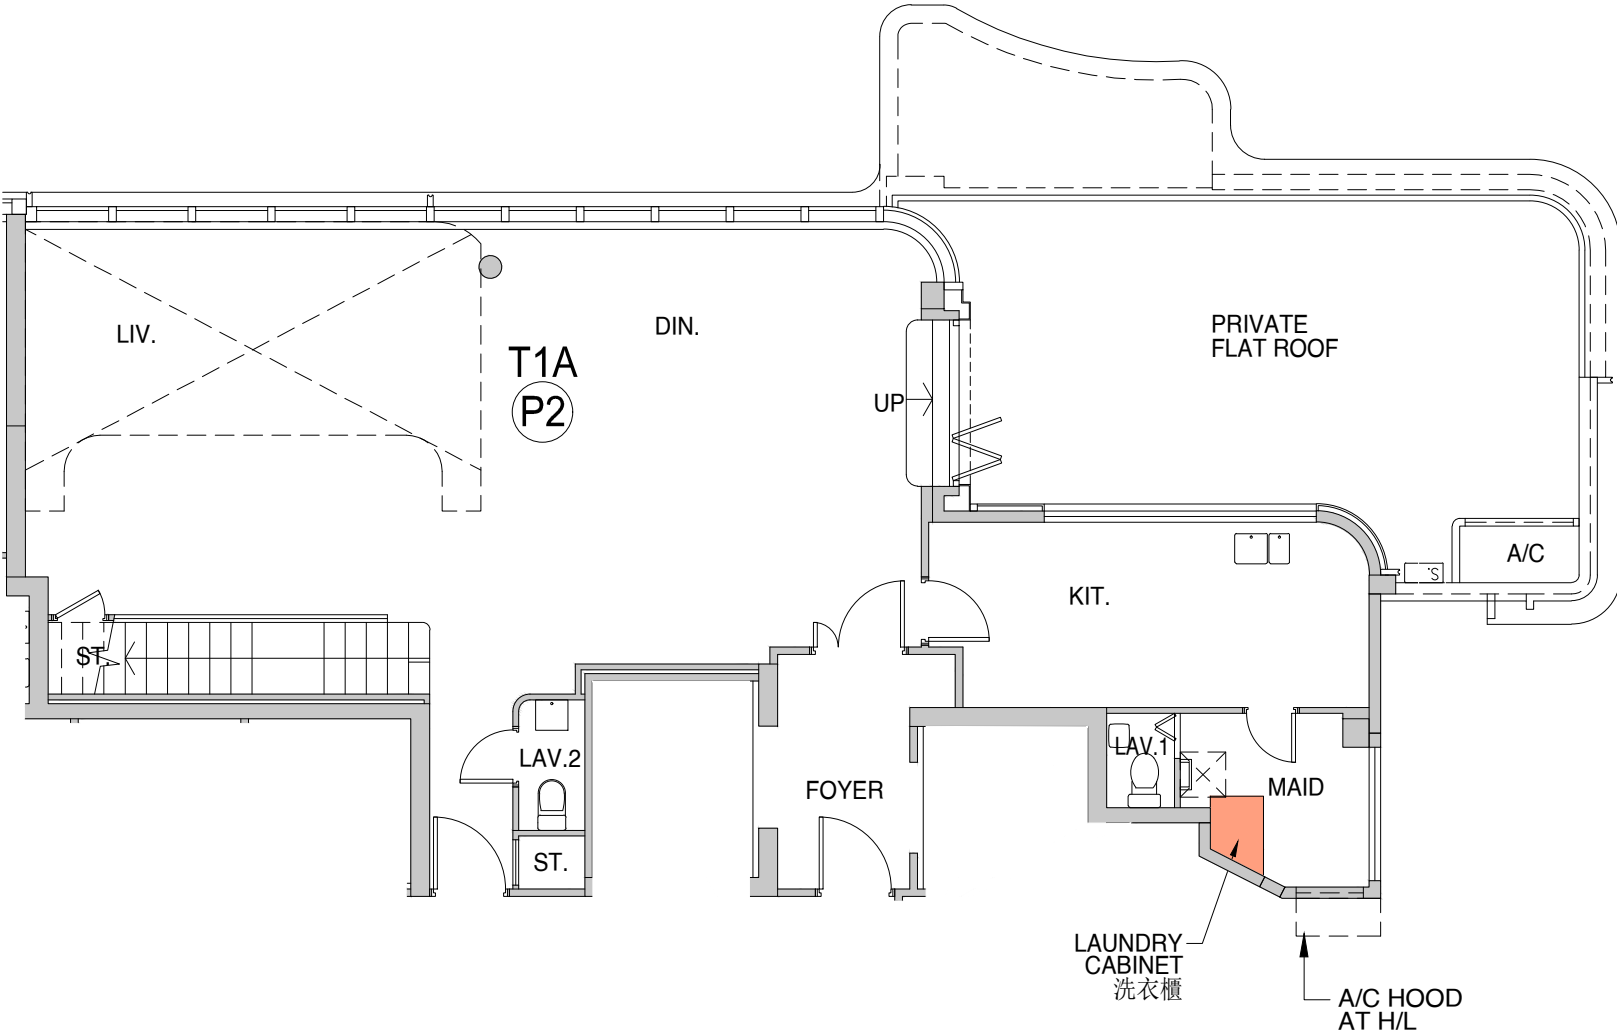 LIV.
DIN.
T1A
P2
UP
PRIVATE
FLAT ROOF
A/C
S.
KIT.
ST.
LAV.2
LAV.1
FOYER
MAID
ST.
LAUNDRY
CABINET
洗衣櫃
A/C HOOD
AT H/L